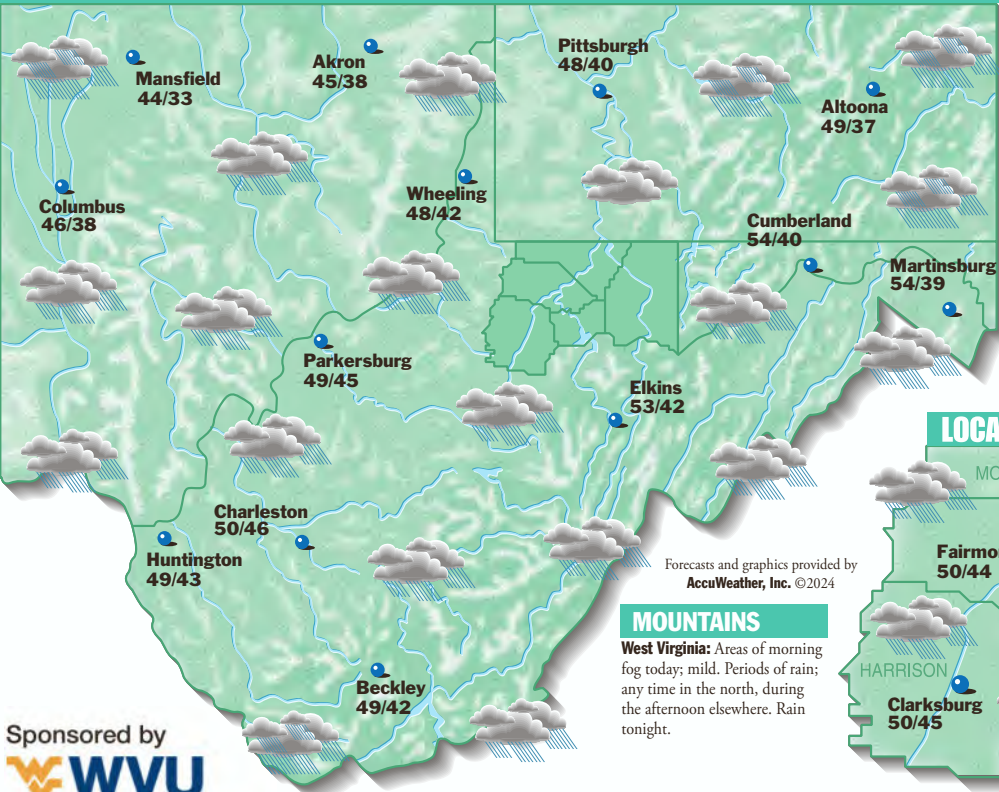 Mansfield
44/33
Akron
45/38
Pittsburgh
48/40
Altoona
49/37
Columbus
46/38
Wheeling
48/42
Cumberland
54/40
Martinsburg
54/39
Parkersburg
49/45
Elkins
53/42
Charleston
50/46
Huntington
49/43
Beckley
49/42
Forecasts and graphics provided by
AccuWeather, Inc. ©2024
MOUNTAINS
West Virginia: Areas of morning
fog today; mild. Periods of rain;
any time in the north, during
the afternoon elsewhere. Rain
tonight.
LOCA
MO
Fairmo
50/44
HARRISON
Clarksburg
50/45
Sponsored by
WVU